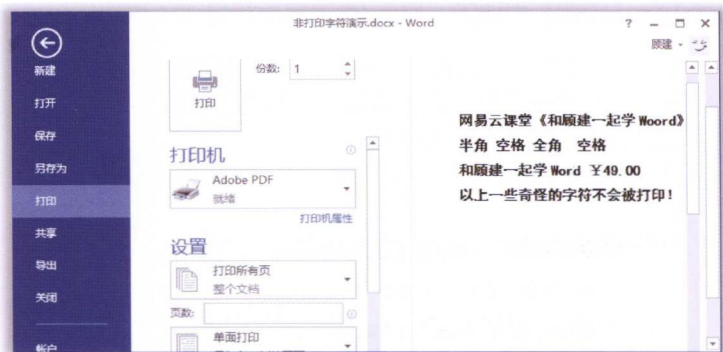 非打印字符演示.docx - Word
?
顾建
新建
打开
保存
另存为
打印
共享
导出
关闭
帐户
份数: 1
打印
打印机
Adobe PDF
就绪
打印机属性
设置
打印所有页
整个文档
页数:
单面打印
网易云课堂《和顾建一起学 Woord》
半角 空格 全角　空格
和顾建一起学 Word ¥49.00
以上一些奇怪的字符不会被打印!